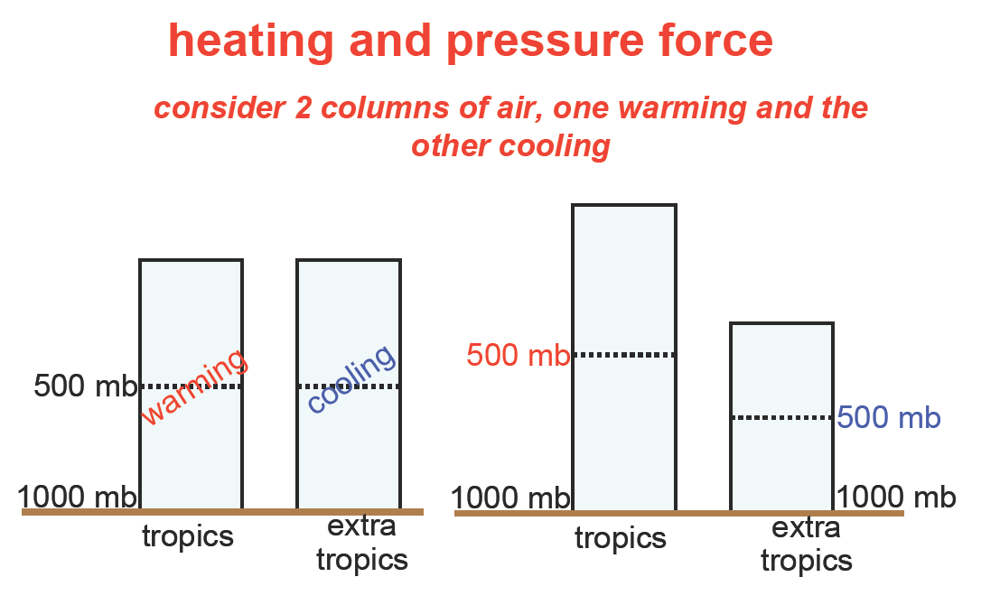 heating and pressure force
consider 2 columns of air, one warming and the
other cooling
500 mb
warming
cooling
1000 mb
tropics
extra
tropics
500 mb
500 mb
1000 mb
1000 mb
tropics
extra
tropics